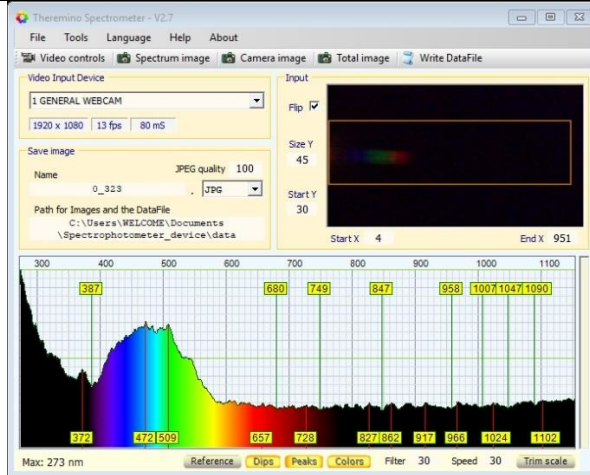 Theremino Spectrometer - V2.7
File Tools Language Help About
Video controls Spectrum image Camera image Total image Write DataFile
Video Input Device
1 GENERAL WEBCAM
1920 x 1080 13 fps 80 mS
Save image
Name JPEG quality 100
0_323 . JPG
Path for Images and the DataFile
C:\Users\WELCOME\Documents
\Spectrophotometer_device\data
Input
Flip
Size Y
45
Start Y
30
Start X 4 End X 951
300 400 500 600 700 800 900 1000 1100
387 680 749 847 958 1007 1047 1090
372 472 509 657 728 827 862 917 966 1024 1102
Max: 273 nm Reference Dips Peaks Colors Filter 30 Speed 30 Trim scale